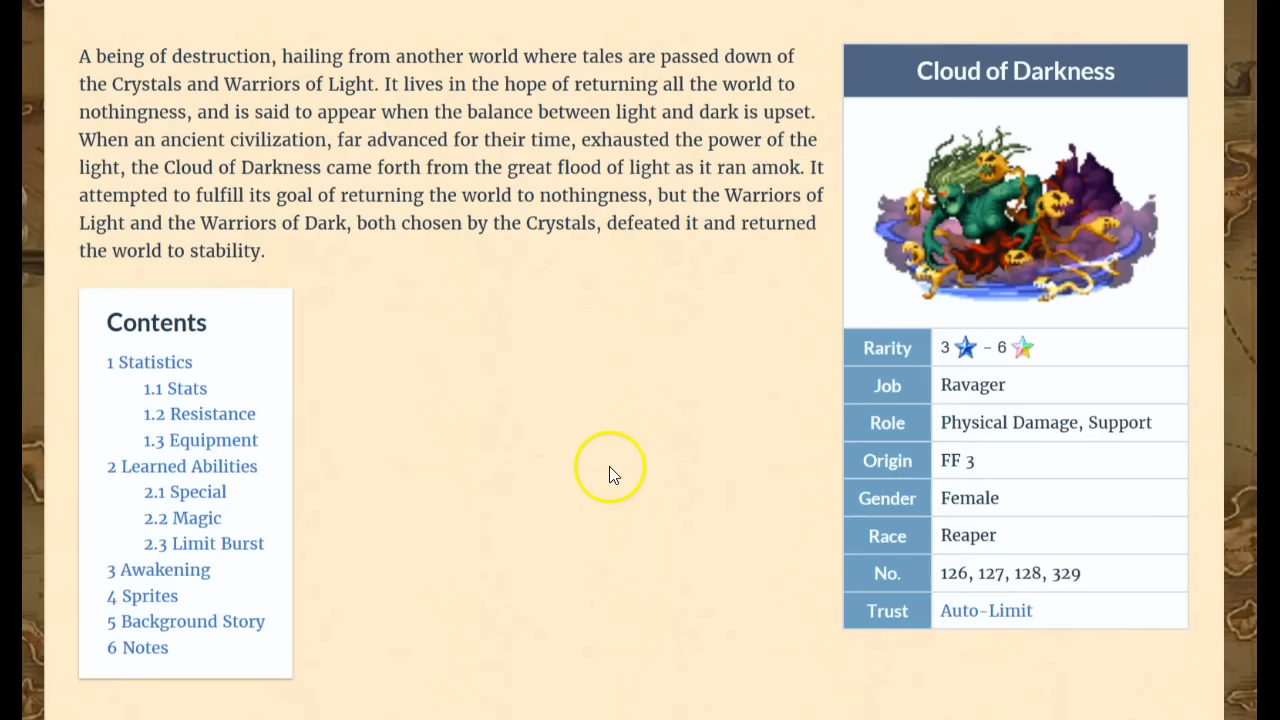 A being of destruction, hailing from another world where tales are passed down of
the Crystals and Warriors of Light. It lives in the hope of returning all the world to
nothingness, and is said to appear when the balance between light and dark is upset.
When an ancient civilization, far advanced for their time, exhausted the power of the
light, the Cloud of Darkness came forth from the great flood of light as it ran amok. It
attempted to fulfill its goal of returning the world to nothingness, but the Warriors of
Light and the Warriors of Dark, both chosen by the Crystals, defeated it and returned
the world to stability.
Contents
1 Statistics
1.1 Stats
1.2 Resistance
1.3 Equipment
2 Learned Abilities
2.1 Special
2.2 Magic
2.3 Limit Burst
3 Awakening
4 Sprites
5 Background Story
6 Notes
Cloud of Darkness
Rarity 3 – 6
Job Ravager
Role Physical Damage, Support
Origin FF 3
Gender Female
Race Reaper
No. 126, 127, 128, 329
Trust Auto-Limit